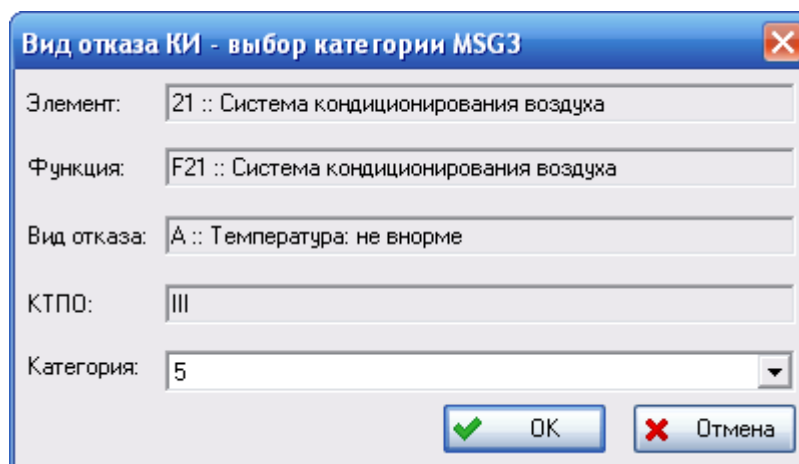 Вид отказа КИ - выбор категории MSG3
Элемент: 21 :: Система кондиционирования воздуха
Функция: F21 :: Система кондиционирования воздуха
Вид отказа: A :: Температура: не внорме
КТПО: III
Категория: 5
OK Отмена